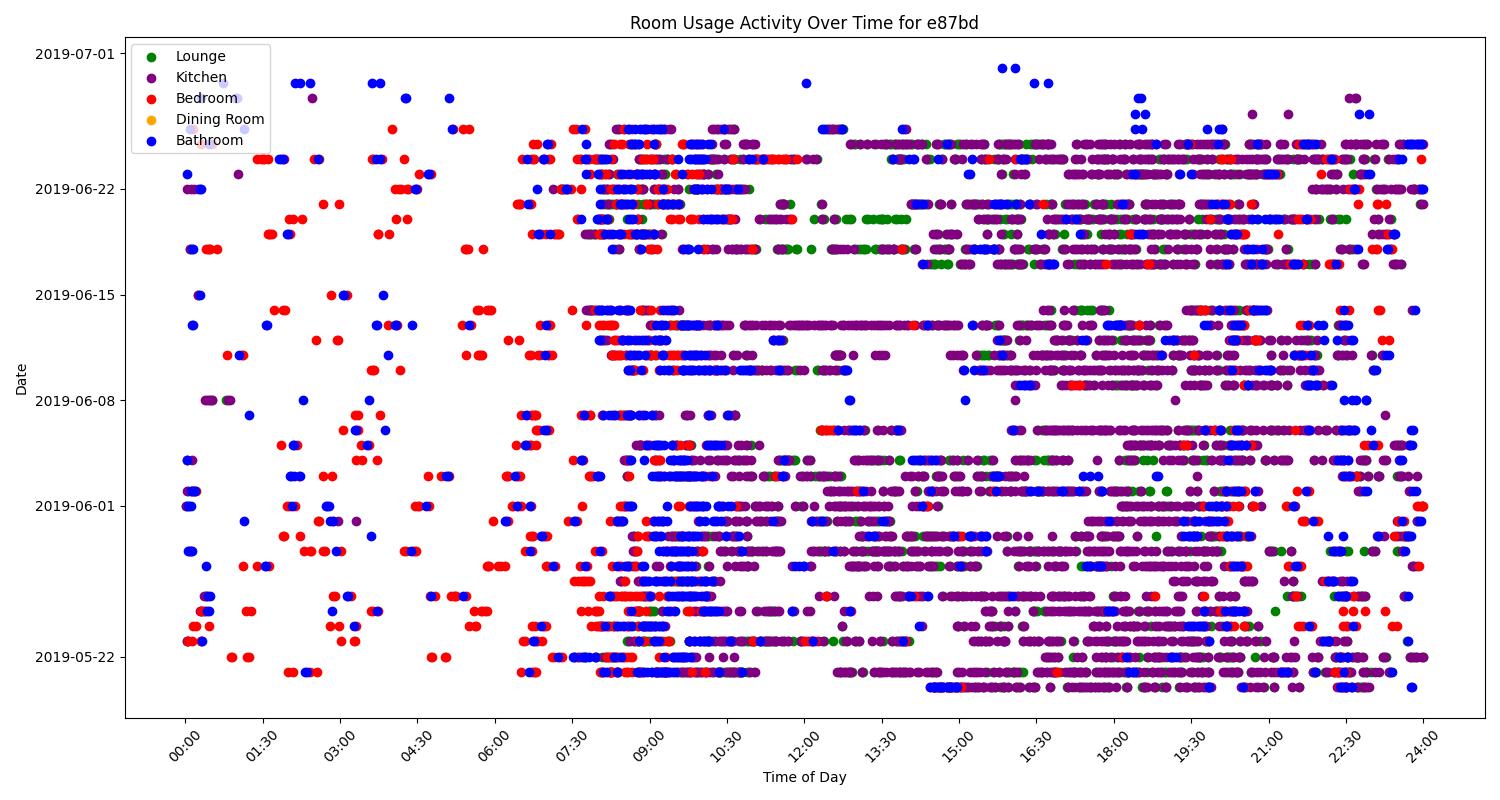 Room Usage Activity Over Time for e87bd
Lounge
Kitchen
Bedroom
Dining Room
Bathroom
2019-07-01
2019-06-22
2019-06-15
2019-06-08
2019-06-01
2019-05-22
Date
00:00
01:30
03:00
04:30
06:00
07:30
09:00
10:30
12:00
13:30
15:00
16:30
18:00
19:30
21:00
22:30
24:00
Time of Day